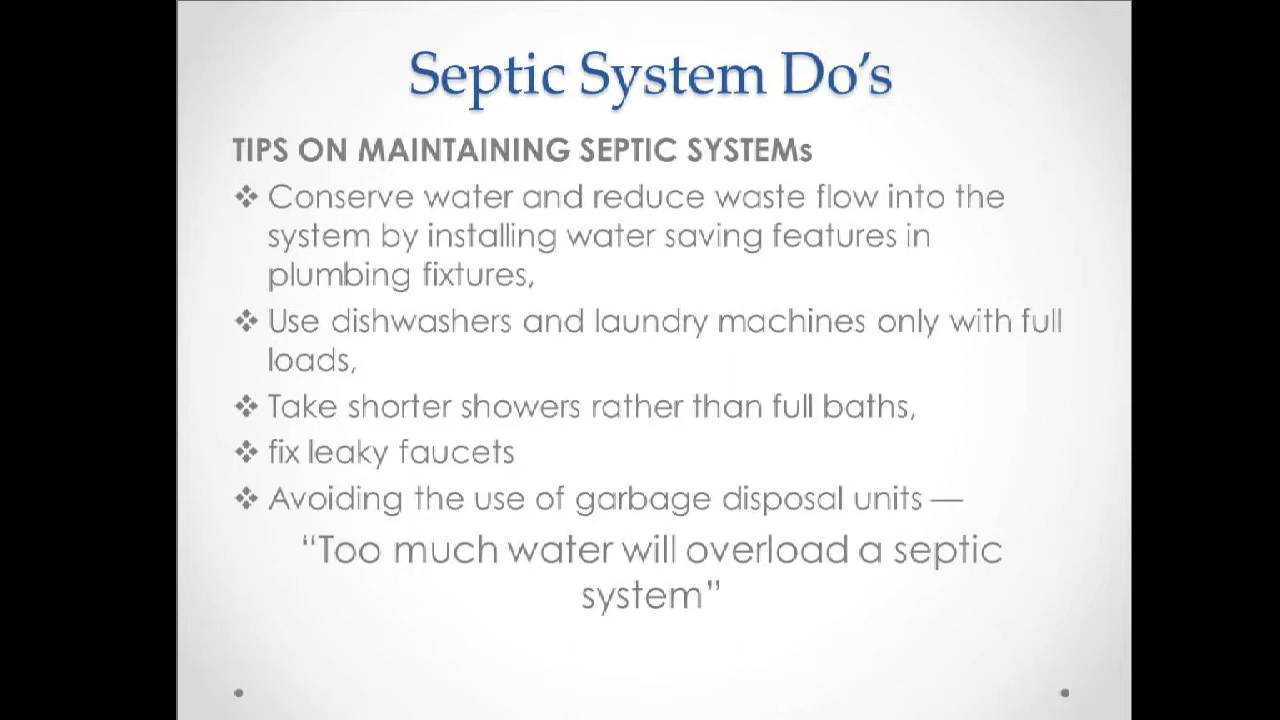 Septic System Do's
TIPS ON MAINTAINING SEPTIC SYSTEMs
❖ Conserve water and reduce waste flow into the
system by installing water saving features in
plumbing fixtures,
❖ Use dishwashers and laundry machines only with full
loads,
❖ Take shorter showers rather than full baths,
❖ fix leaky faucets
❖ Avoiding the use of garbage disposal units —
“Too much water will overload a septic
system”